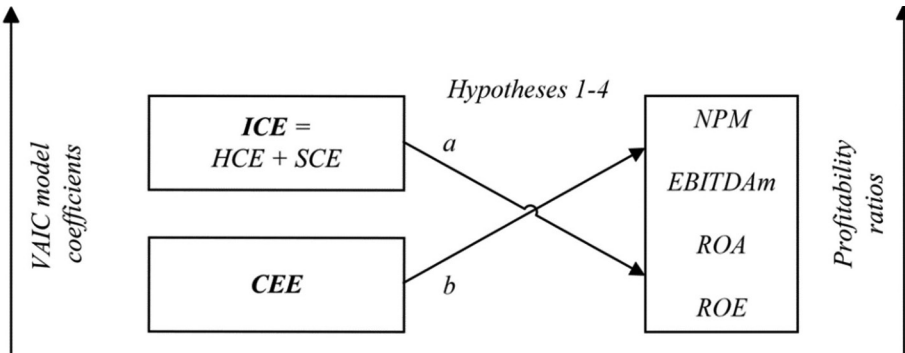 Hypotheses 1-4
VAIC model
coefficients
ICE =
HCE + SCE
CEE
a
b
NPM
EBITDAm
ROA
ROE
Profitability
ratios